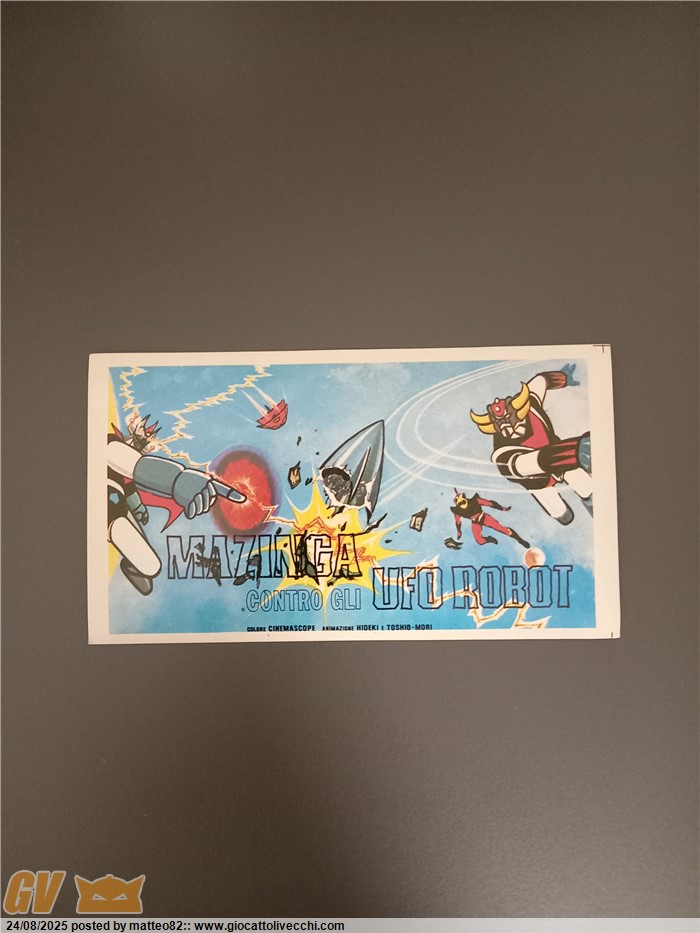 MAZINGA
CONTRO GLI UFO ROBOT
COLORE CINEMASCOPE ANIMAZIONE HIDEKI E TOSHIO-MORI
GV
24/08/2025 posted by matteo82:: www.giocattolivecchi.com